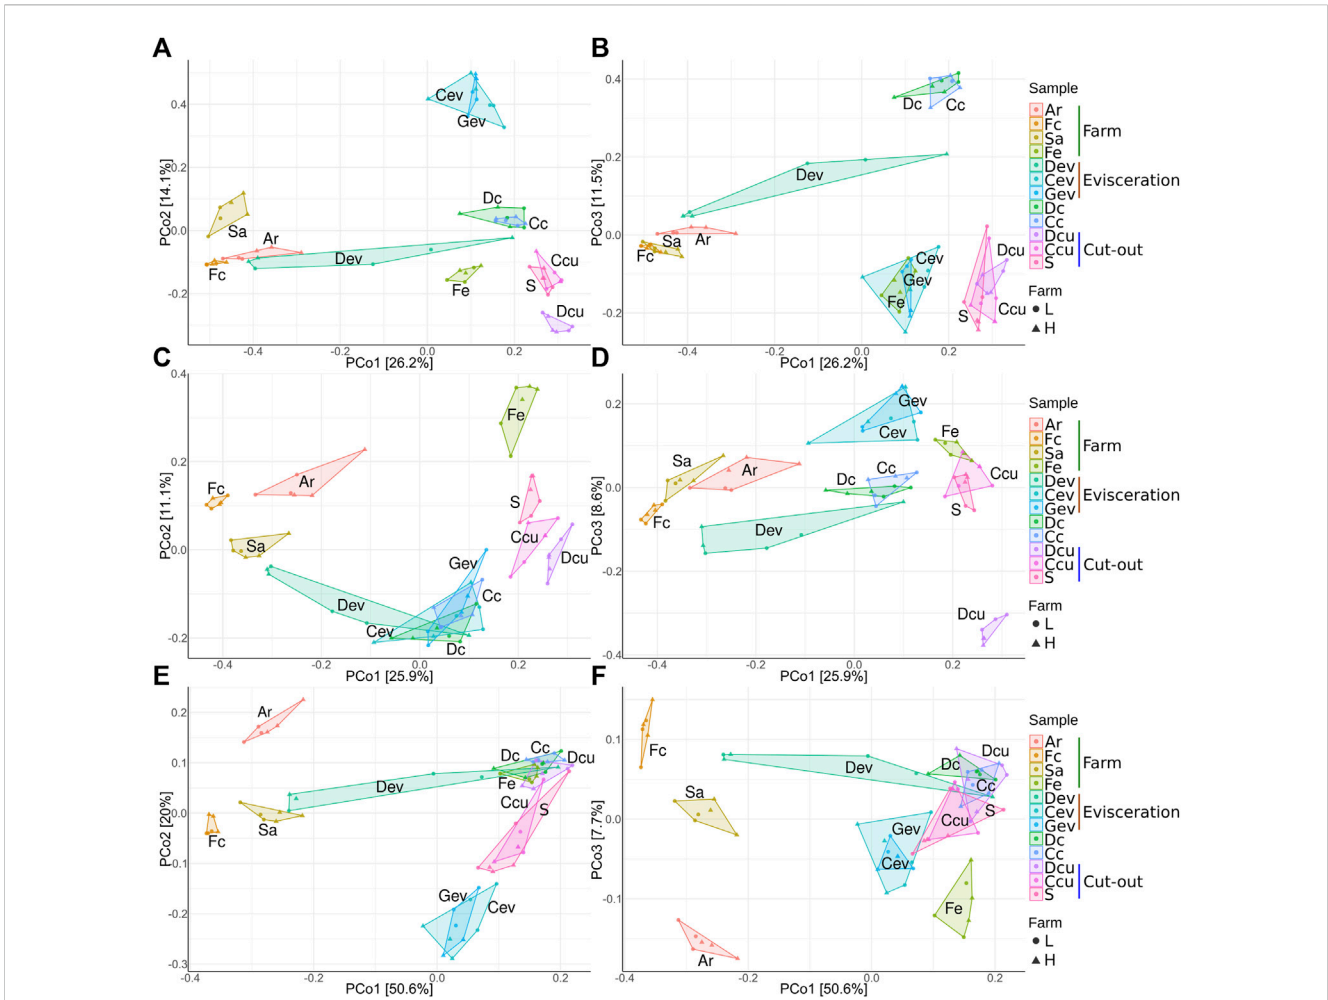 A
PCo2 [14.1%]
0.4
0.2
0.0
-0.2
Cev
Gev
Sa
Ar
Fc
Dev
Dc
Cc
Fe
Ccu
S
Dcu
-0.4 -0.2 0.0 0.2
PCo1 [26.2%]
B
PCo3 [11.5%]
0.4
0.2
0.0
-0.2
Dc
Cc
Dev
Sa
Ar
Fc
Cev
Gev
Fe
Dcu
S
Ccu
-0.4 -0.2 0.0 0.2
PCo1 [26.2%]
Sample
Ar
Fc
Sa
Fe
Farm
Dev
Cev
Gev
Evisceration
Dc
Cc
Dcu
Ccu
S
Cut-out
Farm
L
H
C
PCo2 [11.1%]
0.4
0.2
0.0
-0.2
Fe
Fc
Ar
S
Sa
Ccu
Dcu
Gev
Cc
Dev
Cev
Dc
-0.4 -0.2 0.0 0.2
PCo1 [25.9%]
D
PCo3 [8.6%]
0.2
0.0
-0.2
-0.4
Gev
Cev
Fe
Sa
Ar
Cc
Dc
Ccu
S
Fc
Dev
Dcu
-0.4 -0.2 0.0 0.2
PCo1 [25.9%]
Sample
Ar
Fc
Sa
Fe
Farm
Dev
Cev
Gev
Evisceration
Dc
Cc
Dcu
Ccu
S
Cut-out
Farm
L
H
E
PCo2 [20%]
0.2
0.1
0.0
-0.1
-0.2
-0.3
Ar
Dc
Cc
Dcu
Dev
Fe
Ccu
S
Sa
Fc
Gev
Cev
-0.4 -0.2 0.0 0.2
PCo1 [50.6%]
F
PCo3 [7.7%]
0.1
0.0
-0.1
Fc
Dev
Dc
Dcu
Cc
Sa
Gev
Ccu
S
Cev
Fe
Ar
-0.4 -0.2 0.0 0.2
PCo1 [50.6%]
Sample
Ar
Fc
Sa
Fe
Farm
Dev
Cev
Gev
Evisceration
Dc
Cc
Dcu
Ccu
S
Cut-out
Farm
L
H